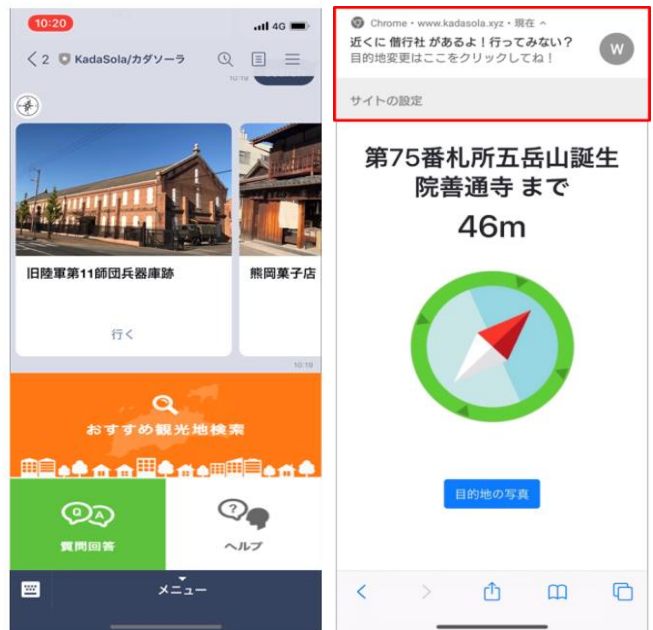 10:20
4G
2 KadaSola/カダソーラ
10:19
旧陸軍第11師団兵器庫跡
行く
熊岡菓子店
10:19
おすすめ観光地検索
Q A
質問回答
?
ヘルプ
メニュー
Chrome・www.kadasola.xyz・現在
近くに 偕行社 があるよ！行ってみない？
目的地変更はここをクリックしてね！
W
サイトの設定
第75番札所五岳山誕生
院善通寺 まで
46m
目的地の写真